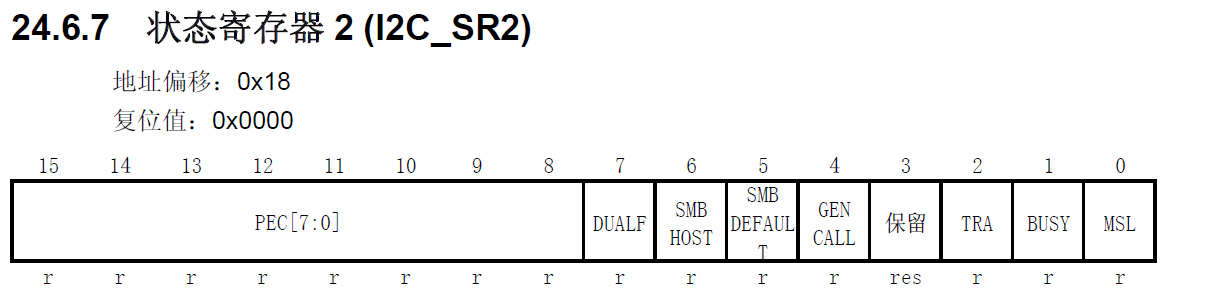 24.6.7 状态寄存器 2 (I2C_SR2)
地址偏移：0x18
复位值：0x0000
15 14 13 12 11 10 9 8 7 6 5 4 3 2 1 0
PEC[7:0] DUALF SMB HOST SMB DEFAUL T GEN CALL 保留 TRA BUSY MSL
r r r r r r r r r r r r res r r r